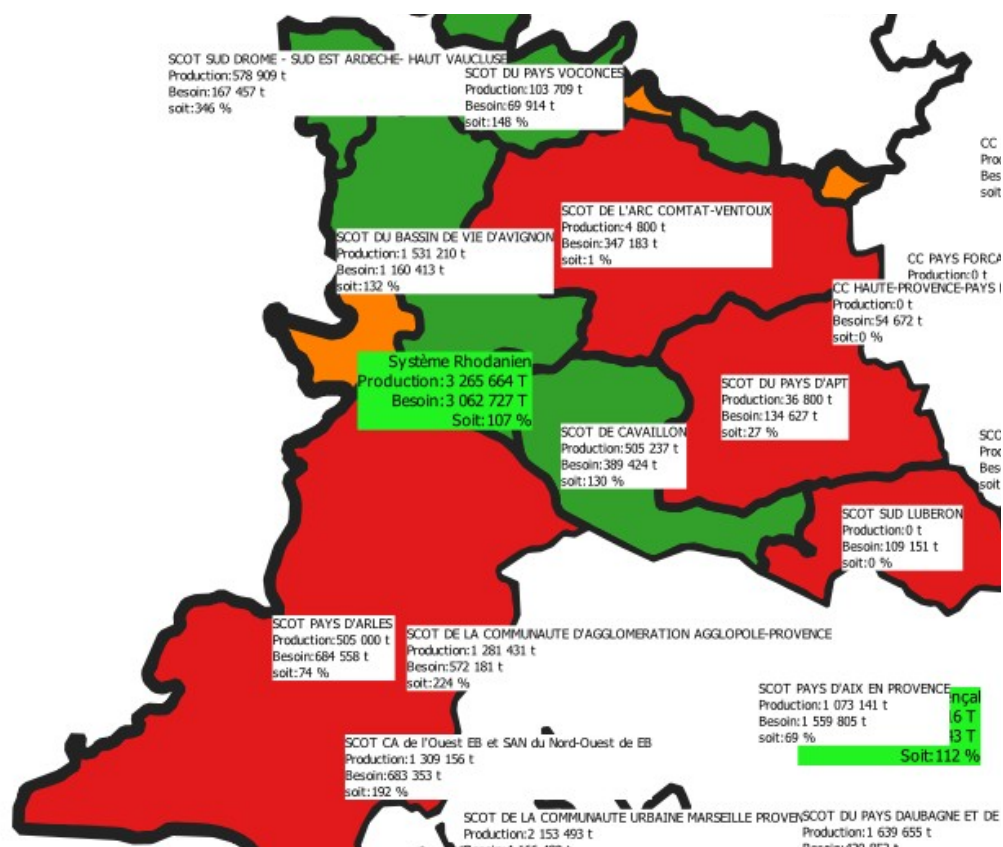 SCOT SUD DROME - SUD EST ARDECHE- HAUT VAUCLUSE
Production:578 909 t
Besoin:167 457 t
soit:346 %
SCOT DU PAYS VOCONCES
Production:103 709 t
Besoin:69 914 t
soit:148 %
CC
SCOT DE L'ARC COMTAT-VENTOUX
Production:4 800 t
Besoin:347 183 t
soit:1 %
SCOT DU BASSIN DE VIE D'AVIGNON
Production:1 531 210 t
Besoin:1 160 413 t
soit:132 %
CC PAYS FORCA
Production:0 t
CC HAUTE-PROVENCE-PAYS
Production:0 t
Besoin:54 672 t
soit:0 %
Système Rhodanien
Production:3 265 664 T
Besoin:3 062 727 T
Soit:107 %
SCOT DU PAYS D'APT
Production:36 800 t
Besoin:134 627 t
soit:27 %
SCOT DE CAVAILLON
Production:505 237 t
Besoin:389 424 t
soit:130 %
SCOT SUD LUBERON
Production:0 t
Besoin:109 151 t
soit:0 %
SCOT PAYS D'ARLES
Production:505 000 t
Besoin:684 558 t
soit:74 %
SCOT DE LA COMMUNAUTE D'AGGLOMERATION AGGLOPOLE-PROVENCE
Production:1 281 431 t
Besoin:572 181 t
soit:224 %
SCOT PAYS D'AIX EN PROVENCE
Production:1 073 141 t
Besoin:1 559 805 t
soit:69 %
nçal
16 T
43 T
Soit:112 %
SCOT CA de l'Ouest EB et SAN du Nord-Ouest de EB
Production:1 309 156 t
Besoin:683 353 t
soit:192 %
SCOT DE LA COMMUNAUTE URBAINE MARSEILLE PROVEN
Production:2 153 493 t
SCOT DU PAYS DAUBAGNE ET DE
Production:1 639 655 t